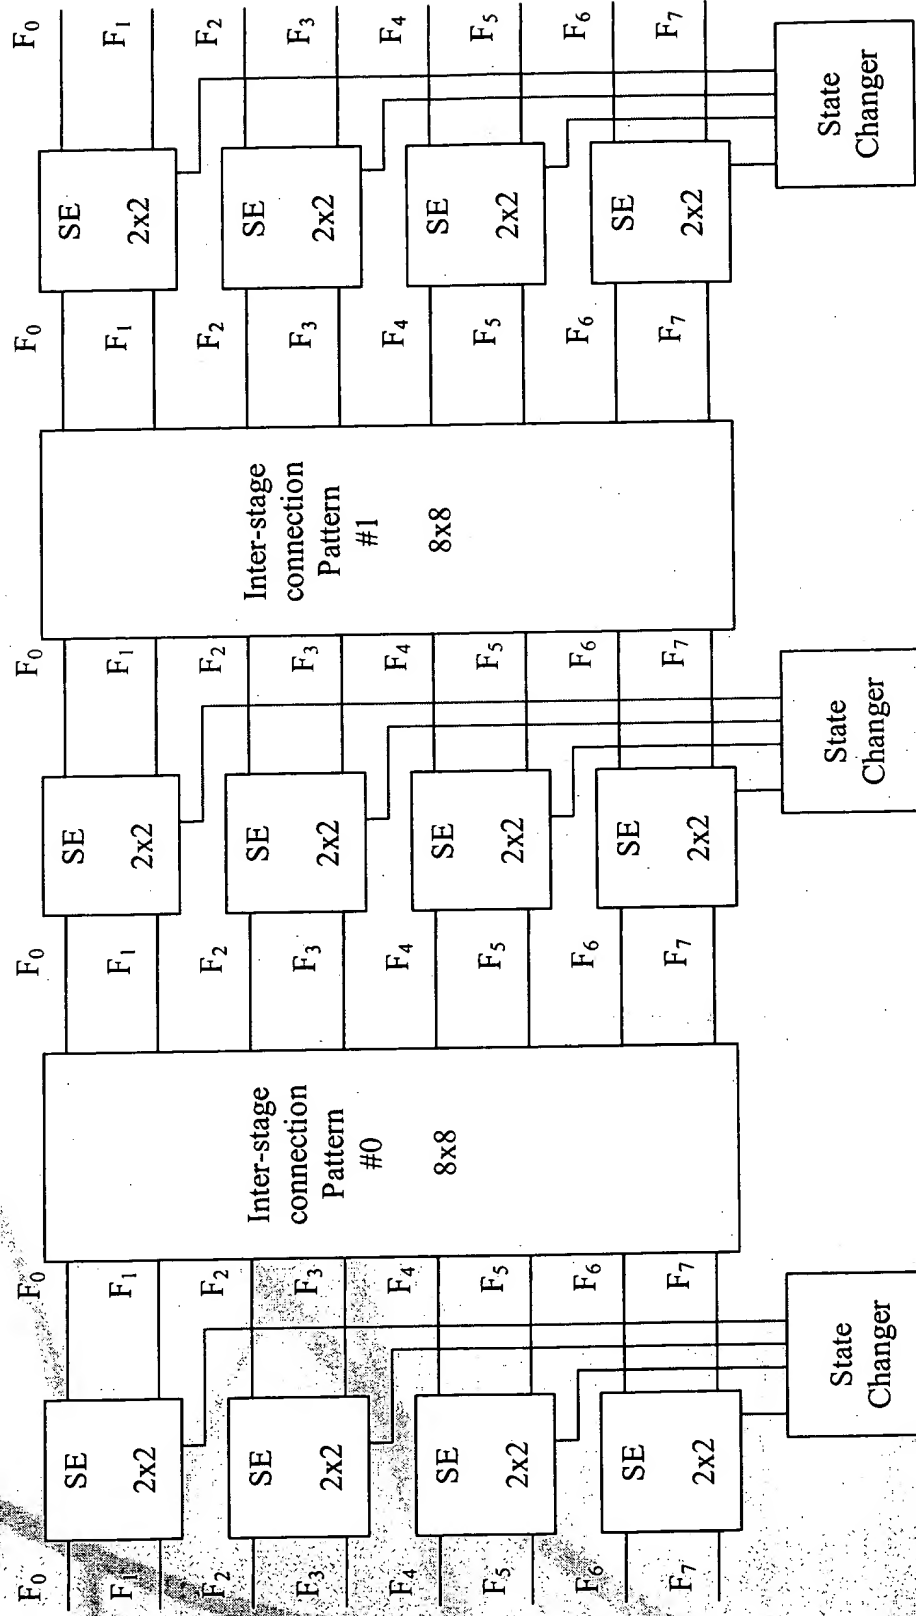 F₀ F₁ F₂ F₃ F₄ F₅ F₆ F₇
SE 2x2
SE 2x2
SE 2x2
SE 2x2
State
Changer
F₀ F₁ F₂ F₃ F₄ F₅ F₆ F₇
Inter-stage
connection
Pattern
#0
8x8
F₀ F₁ F₂ F₃ F₄ F₅ F₆ F₇
SE 2x2
SE 2x2
SE 2x2
SE 2x2
State
Changer
F₀ F₁ F₂ F₃ F₄ F₅ F₆ F₇
Inter-stage
connection
Pattern
#1
8x8
F₀ F₁ F₂ F₃ F₄ F₅ F₆ F₇
SE 2x2
SE 2x2
SE 2x2
SE 2x2
State
Changer
F₀ F₁ F₂ F₃ F₄ F₅ F₆ F₇